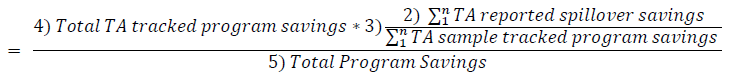 = 4) Total TA tracked program savings * 3) 2) ∑₁ⁿ TA reported spillover savings
∑₁ⁿ TA sample tracked program savings
5) Total Program Savings